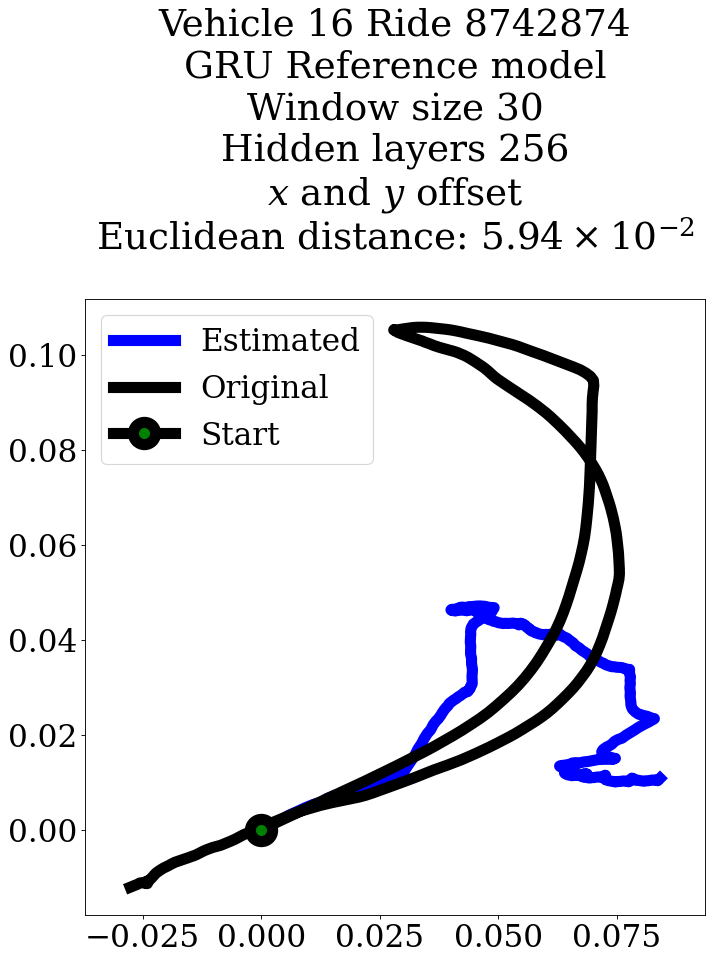 Vehicle 16 Ride 8742874
GRU Reference model
Window size 30
Hidden layers 256
x and y offset
Euclidean distance: 5.94 × 10⁻²
Estimated
Original
Start
0.10
0.08
0.06
0.04
0.02
0.00
−0.025 0.000 0.025 0.050 0.075